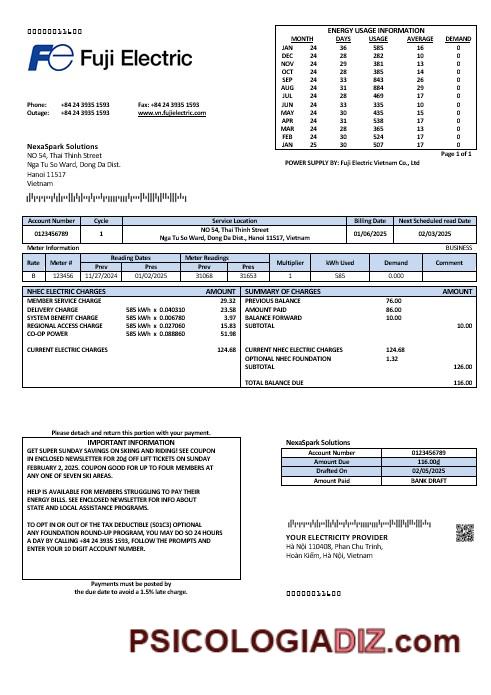 00000011600
Fe Fuji Electric
Phone: +84 24 3935 1593 Fax: +84 24 3935 1593
Outage: +84 24 3935 1593 www.vn.fujielectric.com
NexaSpark Solutions
NO 54, Thai Thinh Street
Nga Tu So Ward, Dong Da Dist.
Hanoi 11517
Vietnam
ENERGY USAGE INFORMATION
MONTH DAYS USAGE AVERAGE DEMAND
JAN 24 36 585 16 0
DEC 24 28 282 10 0
NOV 24 29 381 13 0
OCT 24 28 385 14 0
SEP 24 33 843 26 0
AUG 24 31 884 29 0
JUL 24 28 469 17 0
JUN 24 33 335 10 0
MAY 24 30 435 15 0
APR 24 31 538 17 0
MAR 24 28 365 13 0
FEB 24 30 524 17 0
JAN 25 30 507 17 0
Page 1 of 1
POWER SUPPLY BY: Fuji Electric Vietnam Co., Ltd
Account Number Cycle Service Location Billing Date Next Scheduled read Date
0123456789 1 NO 54, Thai Thinh Street 01/06/2025 02/03/2025
Nga Tu So Ward, Dong Da Dist., Hanoi 11517, Vietnam
Meter Information BUSINESS
Rate Meter # Reading Dates Meter Readings Multiplier kWh Used Demand Comment
Prev Pres Prev Pres
B 123456 11/27/2024 01/02/2025 31068 31653 1 585 0.000
NHEC ELECTRIC CHARGES AMOUNT
MEMBER SERVICE CHARGE 29.32
DELIVERY CHARGE 585 kWh x 0.040310 23.58
SYSTEM BENEFIT CHARGE 585 kWh x 0.006780 3.97
REGIONAL ACCESS CHARGE 585 kWh x 0.027060 15.83
CO-OP POWER 585 kWh x 0.088860 51.98
CURRENT ELECTRIC CHARGES 124.68
SUMMARY OF CHARGES AMOUNT
PREVIOUS BALANCE 76.00
AMOUNT PAID 86.00
BALANCE FORWARD 10.00
SUBTOTAL 10.00
CURRENT NHEC ELECTRIC CHARGES 124.68
OPTIONAL NHEC FOUNDATION 1.32
SUBTOTAL 126.00
TOTAL BALANCE DUE 116.00
Please detach and return this portion with your payment.
IMPORTANT INFORMATION
GET SUPER SUNDAY SAVINGS ON SKIING AND RIDING! SEE COUPON
IN ENCLOSED NEWSLETTER FOR 20₫ OFF LIFT TICKETS ON SUNDAY
FEBRUARY 2, 2025. COUPON GOOD FOR UP TO FOUR MEMBERS AT
ANY ONE OF SEVEN SKI AREAS.
HELP IS AVAILABLE FOR MEMBERS STRUGGLING TO PAY THEIR
ENERGY BILLS. SEE ENCLOSED NEWSLETTER FOR INFO ABOUT
STATE AND LOCAL ASSISTANCE PROGRAMS.
TO OPT IN OR OUT OF THE TAX DEDUCTIBLE (501C3) OPTIONAL
ANY FOUNDATION ROUND-UP PROGRAM, YOU MAY DO SO 24 HOURS
A DAY BY CALLING +84 24 3935 1593, FOLLOW THE PROMPTS AND
ENTER YOUR 10 DIGIT ACCOUNT NUMBER.
Payments must be posted by
the due date to avoid a 1.5% late charge.
NexaSpark Solutions
Account Number 0123456789
Amount Due 116.00₫
Drafted On 02/05/2025
Amount Paid BANK DRAFT
YOUR ELECTRICITY PROVIDER
Hà Nội 110408, Phan Chu Trinh,
Hoàn Kiếm, Hà Nội, Vietnam
00000011600
PSICOLOGIADIZ.com